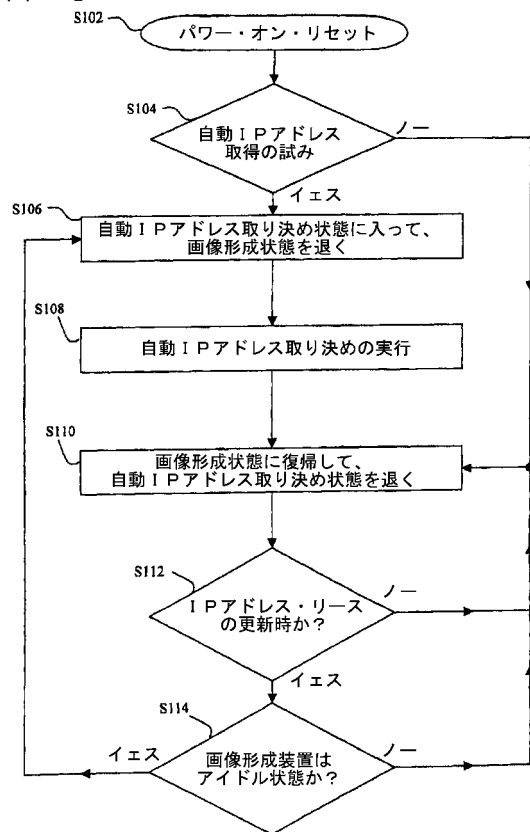 S102
パワー・オン・リセット
S104
自動IPアドレス
取得の試み
ノー
イエス
S106
自動IPアドレス取り決め状態に入って、
画像形成状態を退く
S108
自動IPアドレス取り決めの実行
S110
画像形成状態に復帰して、
自動IPアドレス取り決め状態を退く
S112
IPアドレス・リース
の更新時か?
ノー
イエス
S114
画像形成装置は
アイドル状態か?
イエス
ノー